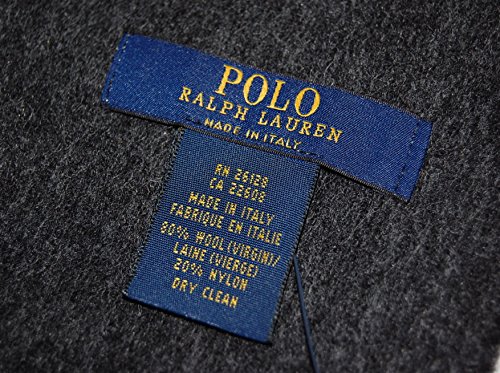 POLO
RALPH LAUREN
MADE IN ITALY
RN 26128
CA 22608
MADE IN ITALY
FABRIQUE EN ITALIE
80% WOOL (VIRGIN)/
LAINE (VIERGE)
20% NYLON
DRY CLEAN